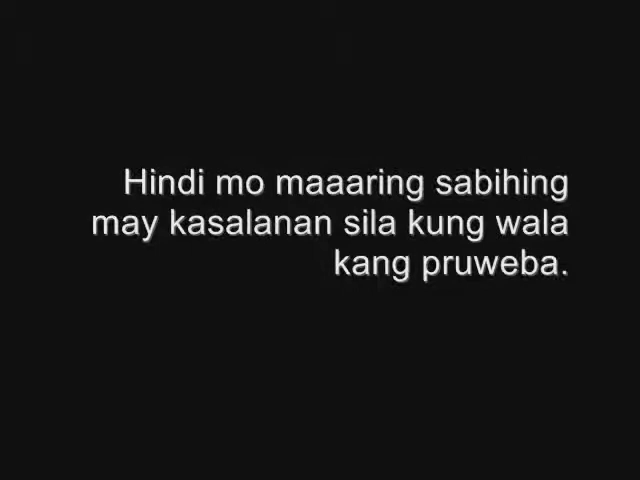 Hindi mo maaaring sabihing
may kasalanan sila kung wala
kang pruweba.